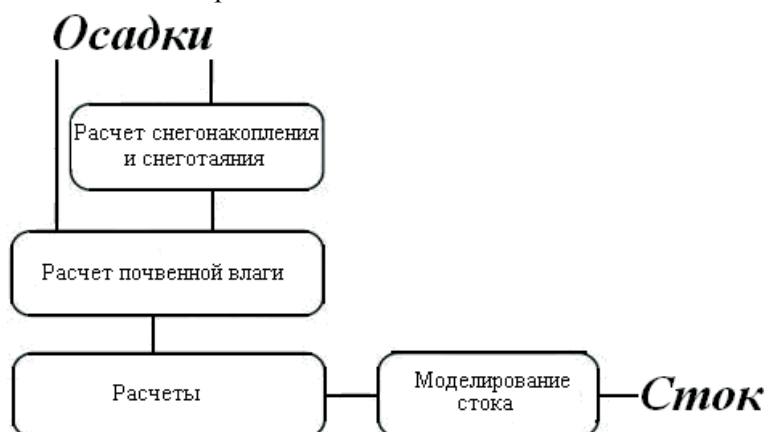 Осадки
Расчет снегонакопления
и снеготаяния
Расчет почвенной влаги
Расчеты
Моделирование
стока
Сток